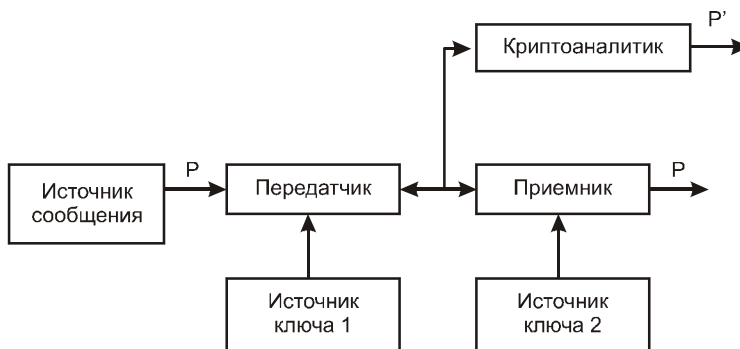 P’
Криптоаналитик
P
Источник
сообщения
Передатчик
Приемник
P
Источник
ключа 1
Источник
ключа 2